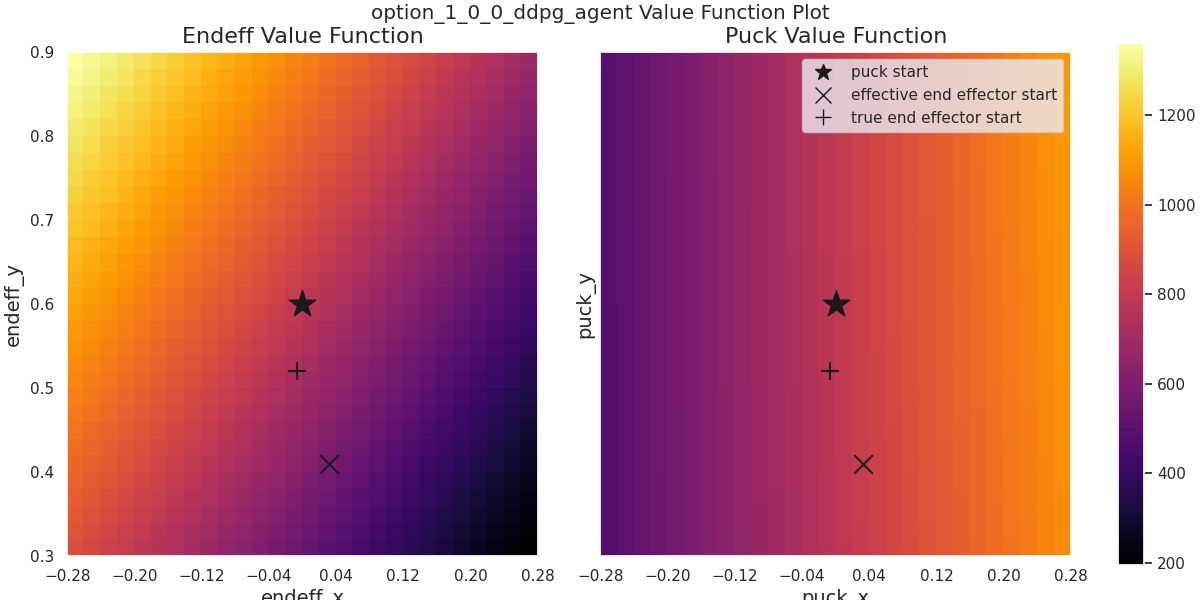 option_1_0_0_ddpg_agent Value Function Plot
Endeff Value Function
Puck Value Function
puck start
effective end effector start
true end effector start
endeff_y
0.9
0.8
0.7
0.6
0.5
0.4
0.3
−0.28 −0.20 −0.12 −0.04 0.04 0.12 0.20 0.28
endeff_x
puck_y
−0.28 −0.20 −0.12 −0.04 0.04 0.12 0.20 0.28
puck_x
1200
1000
800
600
400
200